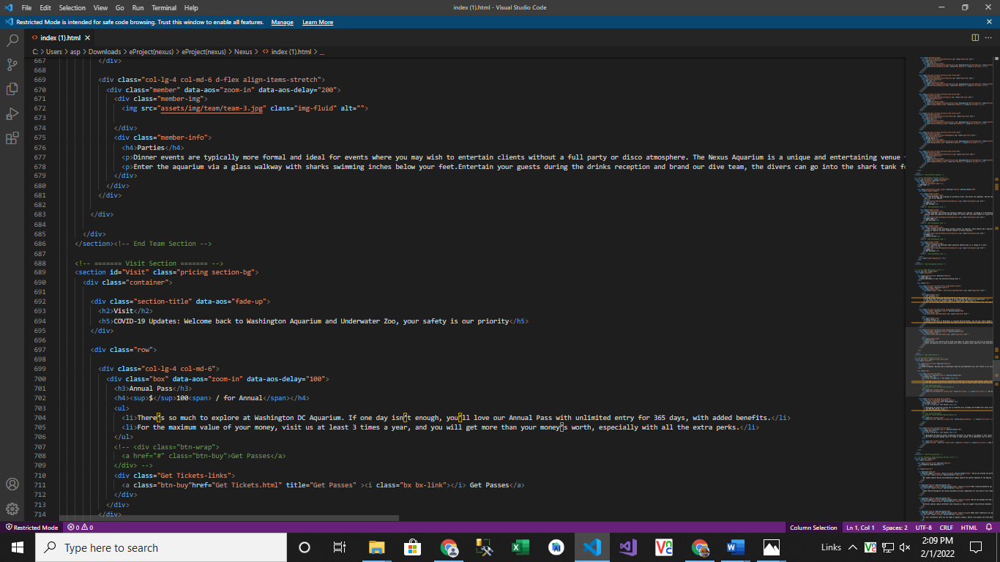 File Edit Selection View Go Run Terminal Help index (1).html - Visual Studio Code
Restricted Mode is intended for safe code browsing. Trust this window to enable all features. Manage Learn More
index (1).html
C: > Users > asp > Downloads > eProject(nexus) > eProject(nexus) > Nexus > index (1).html > ...
667 </div>
668
669 <div class="col-lg-4 col-md-6 d-flex align-items-stretch">
670 <div class="member" data-aos="zoom-in" data-aos-delay="200">
671 <div class="member-img">
672 <img src="assets/img/team/team-3.jpg" class="img-fluid" alt="">
673
674 </div>
675 <div class="member-info">
676 <h4>Parties</h4>
677 <p>Dinner events are typically more formal and ideal for events where you may wish to entertain clients without a full party or disco atmosphere. The Nexus Aquarium is a unique and entertaining venue
678 <p>Enter the aquarium via a glass walkway with sharks swimming inches below your feet.Entertain your guests during the drinks reception and brand our dive team, the divers can go into the shark tank fo
679 </div>
680 </div>
681 </div>
682
683 </div>
684
685 </div>
686 </section><!-- End Team Section -->
687
688 <!-- ======= Visit Section ======= -->
689 <section id="Visit" class="pricing section-bg">
690 <div class="container">
691
692 <div class="section-title" data-aos="fade-up">
693 <h2>Visit</h2>
694 <h5>COVID-19 Updates: Welcome back to Washington Aquarium and Underwater Zoo, your safety is our priority</h5>
695 </div>
696
697 <div class="row">
698
699 <div class="col-lg-4 col-md-6">
700 <div class="box" data-aos="zoom-in" data-aos-delay="100">
701 <h3>Annual Pass</h3>
702 <h4><sup>$</sup>100<span> / for Annual</span></h4>
703 <ul>
704 <li>There’s so much to explore at Washington DC Aquarium. If one day isn’t enough, you’ll love our Annual Pass with unlimited entry for 365 days, with added benefits.</li>
705 <li>For the maximum value of your money, visit us at least 3 times a year, and you will get more than your money’s worth, especially with all the extra perks.</li>
706 </ul>
707 <!-- <div class="btn-wrap">
708 <a href="#" class="btn-buy">Get Passes</a>
709 </div> -->
710 <div class="Get Tickets-links">
711 <a class="btn-buy"href="Get Tickets.html" title="Get Passes" ><i class="bx bx-link"></i> Get Passes</a>
712 </div>
713 </div>
714 </div>
Restricted Mode 0 0 Column Selection Ln 1, Col 1 Spaces: 2 UTF-8 CRLF HTML
Type here to search Links 2:09 PM
2/1/2022